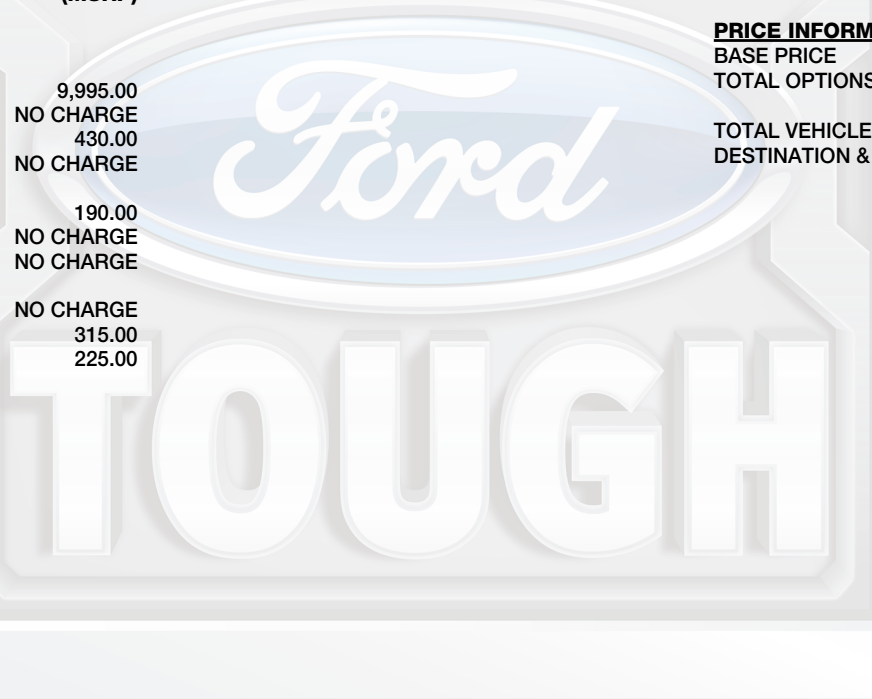 (MSRP)
9,995.00
NO CHARGE
430.00
NO CHARGE
190.00
NO CHARGE
NO CHARGE
NO CHARGE
315.00
225.00
PRICE INFORM
BASE PRICE
TOTAL OPTIONS
TOTAL VEHICLE
DESTINATION &
Ford
TOUGH